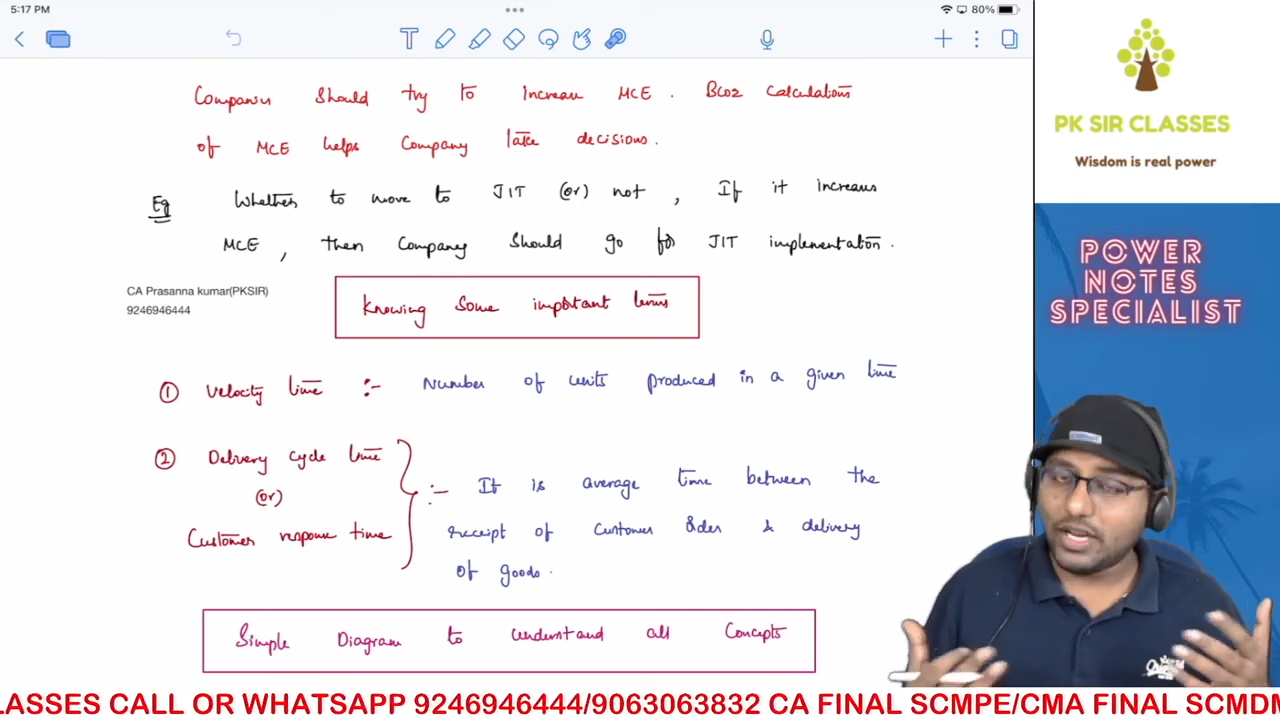 5:17 PM
80%
Companies should try to increase MCE. Bcoz calculations
of MCE helps company take decisions.
Eg Whether to move to JIT (or) not, If it increases
MCE, then company should go for JIT implementation.
CA Prasanna kumar(PKSIR)
9246946444
Knowing Some important terms
① Velocity time :- Number of units produced in a given time
② Delivery cycle time
(or)
Customer response time
:- It is average time between the
receipt of customer order & delivery
of goods.
Simple Diagram to understand all Concepts
PK SIR CLASSES
Wisdom is real power
POWER
NOTES
SPECIALIST
LASSES CALL OR WHATSAPP 9246946444/9063063832 CA FINAL SCMPE/CMA FINAL SCMD